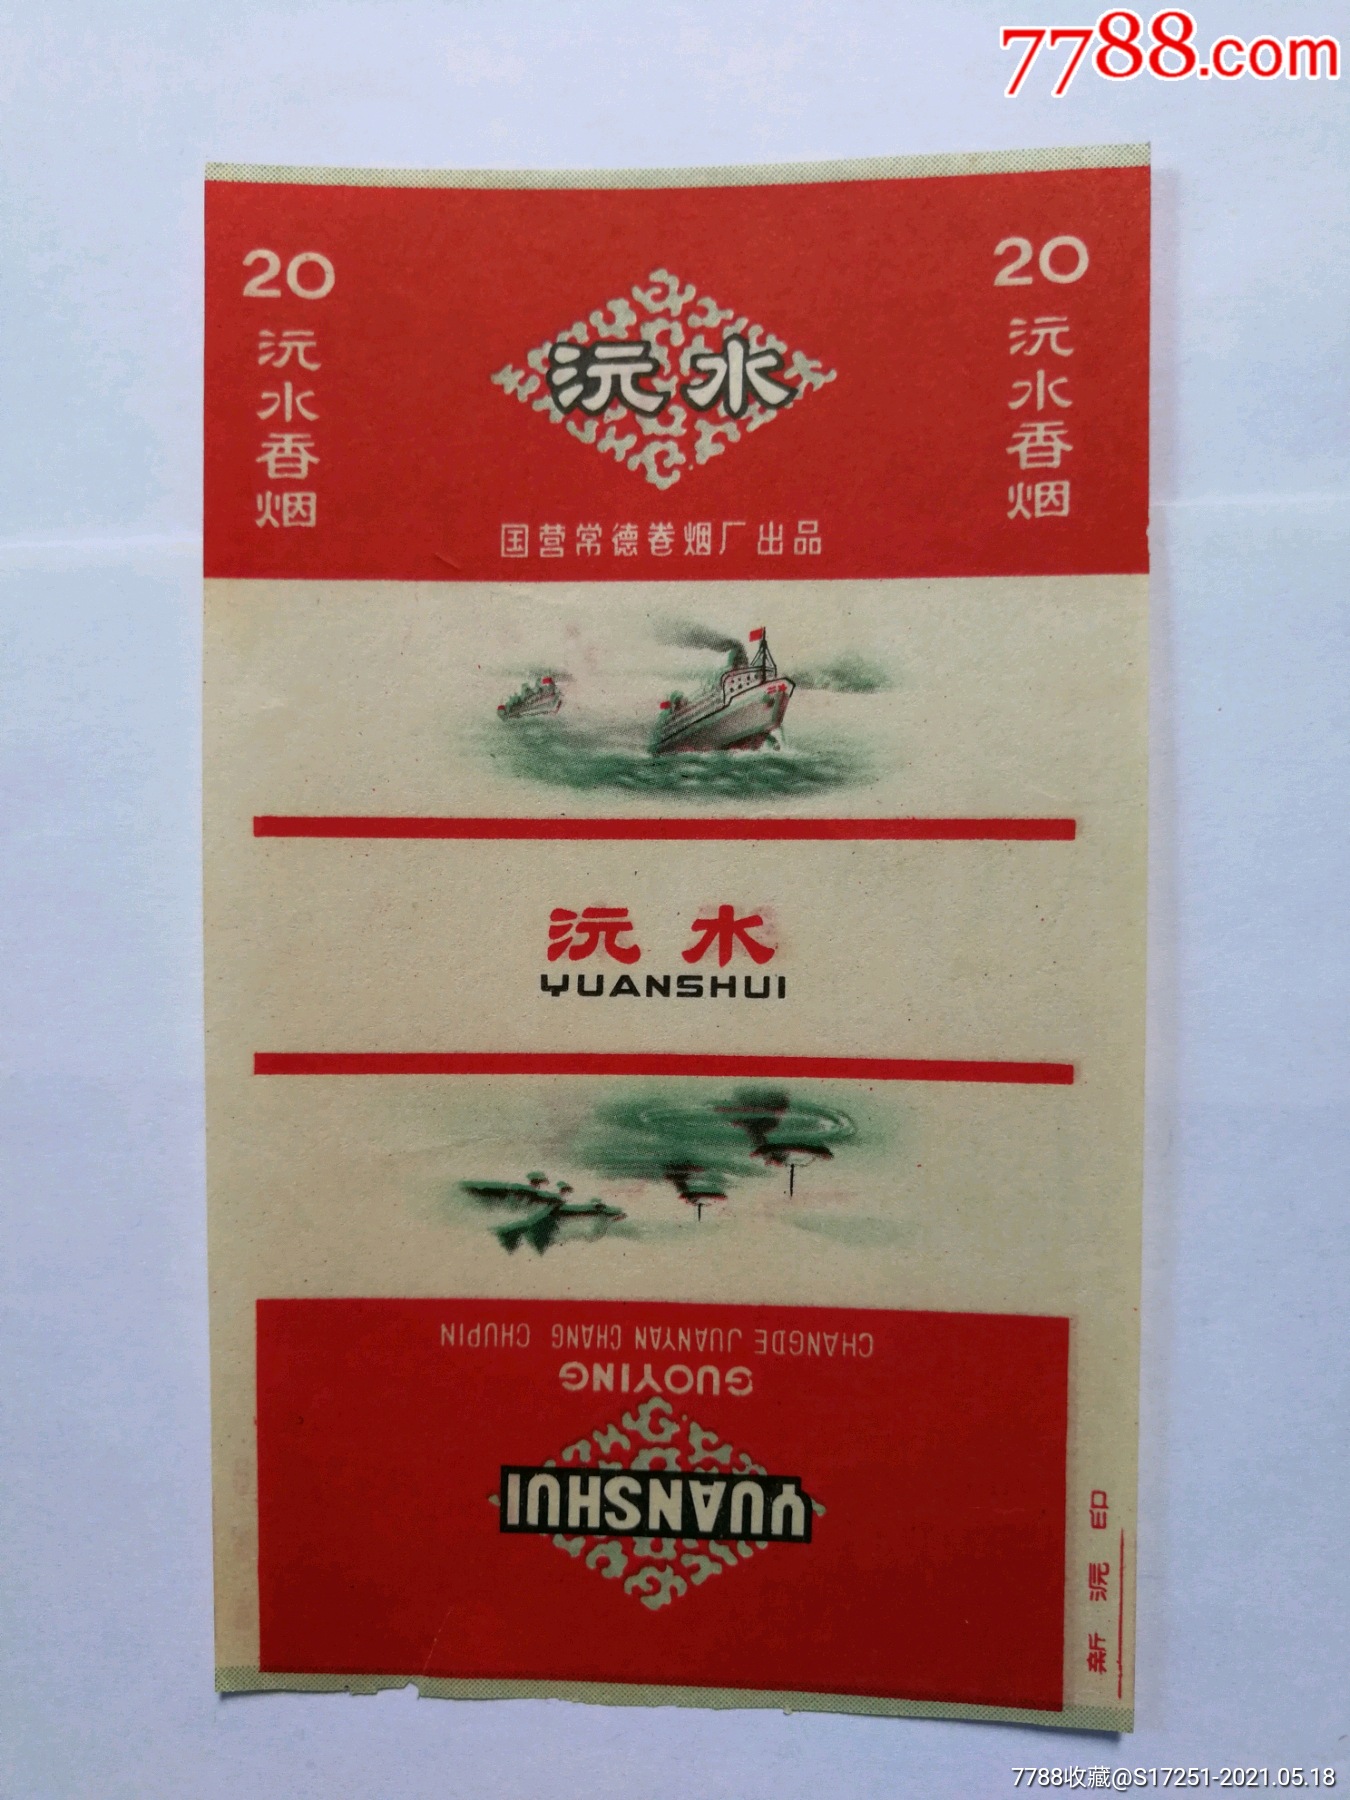 7788.com
20
沅水香烟
沅水
20
沅水香烟
国营常德卷烟厂出品
沅水
YUANSHUI
CHANGDE JUANYAN CHANG CHUPIN
GUOYING
YUANSHUI
新 浣 印
7788收藏@S17251-2021.05.18